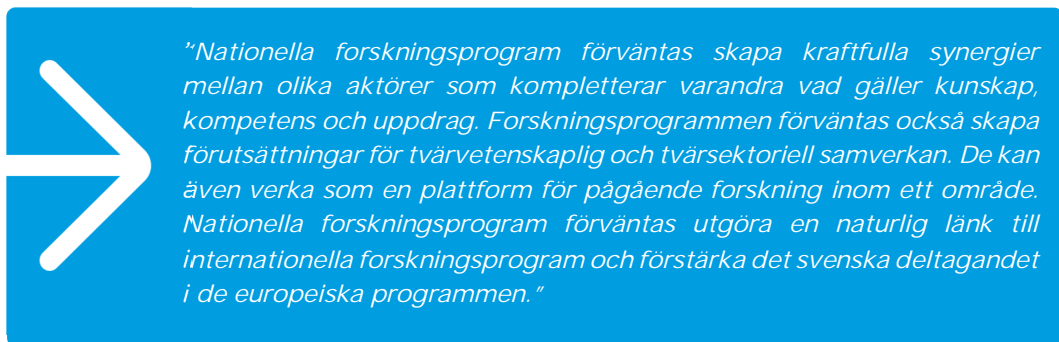 "Nationella forskningsprogram förväntas skapa kraftfulla synergier
mellan olika aktörer som kompletterar varandra vad gäller kunskap,
kompetens och uppdrag. Forskningsprogrammen förväntas också skapa
förutsättningar för tvärvetenskaplig och tvärsektoriell samverkan. De kan
även verka som en plattform för pågående forskning inom ett område.
Nationella forskningsprogram förväntas utgöra en naturlig länk till
internationella forskningsprogram och förstärka det svenska deltagandet
i de europeiska programmen."